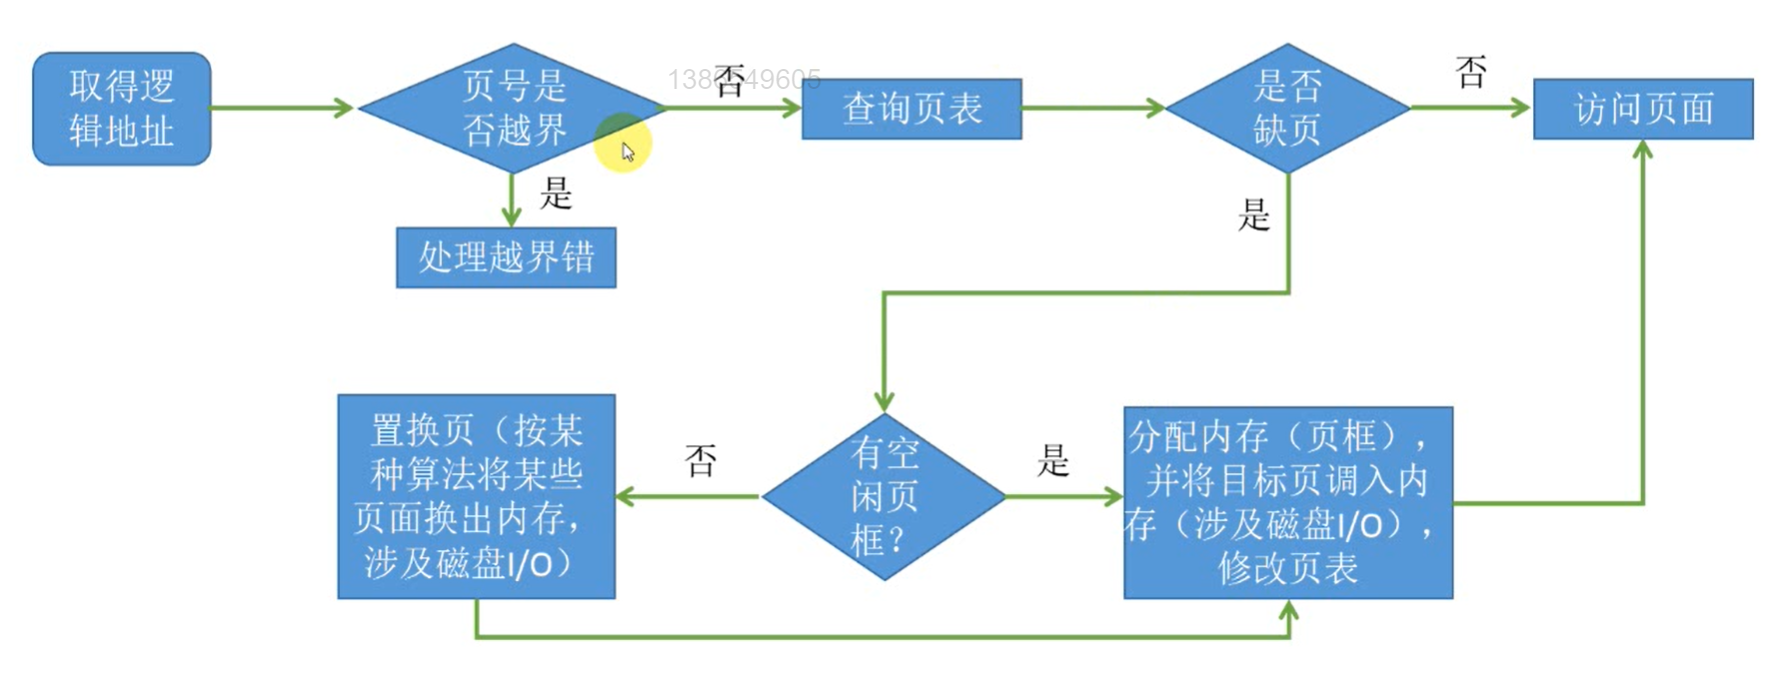 取得逻
辑地址
页号是
否越界
否
查询页表
是否
缺页
否
访问页面
是
处理越界错
是
有空
闲页
框?
否
置换页（按某
种算法将某些
页面换出内存，
涉及磁盘I/O）
是
分配内存（页框），
并将目标页调入内
存（涉及磁盘I/O），
修改页表